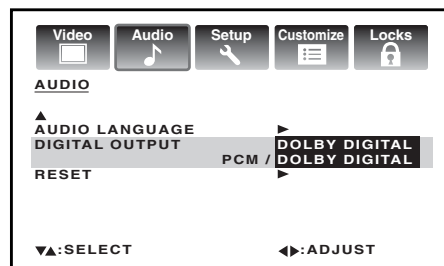 Video Audio Setup Customize Locks
AUDIO
▲
AUDIO LANGUAGE ►
DIGITAL OUTPUT DOLBY DIGITAL
PCM / DOLBY DIGITAL
RESET ►
▼▲:SELECT ◄►:ADJUST